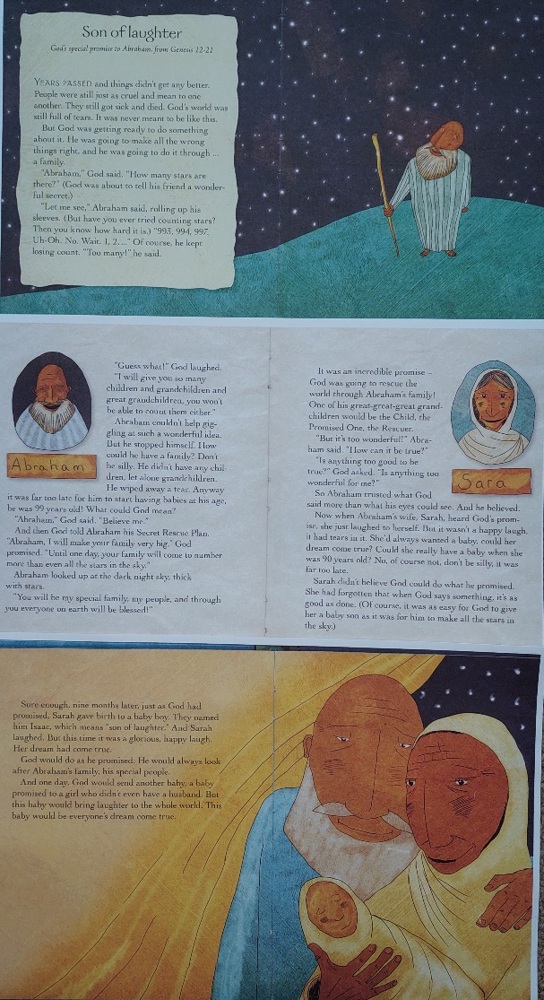 Son of laughter
God's special promise to Abraham, from Genesis 12-21
YEARS PASSED and things didn't get any better.
People were still just as cruel and mean to one
another. They still got sick and died. God's world was
still full of tears. It was never meant to be like this.
But God was getting ready to do something
about it. He was going to make all the wrong
things right, and he was going to do it through ...
a family.
"Abraham," God said. "How many stars are
there?" (God was about to tell his friend a wonder-
ful secret.)
"Let me see," Abraham said, rolling up his
sleeves. (But have you ever tried counting stars?
Then you know how hard it is.) "993, 994, 997,
Uh-Oh. No. Wait. 1, 2, ..." Of course, he kept
losing count. "Too many!" he said.
Abraham
"Guess what!" God laughed.
"I will give you so many
children and grandchildren and
great grandchildren, you won't
be able to count them either."
Abraham couldn't help gig-
gling at such a wonderful idea.
But he stopped himself. How
could he have a family? Don't
be silly. He didn't have any chil
dren, let alone grandchildren.
He wiped away a tear. Anyway
it was far too late for him to start having babies at his age,
he was 99 years old! What could God mean?
"Abraham," God said. "Believe me."
And then God told Abraham his Secret Rescue Plan.
"Abraham, I will make your family very big," God
promised. "Until one day, your family will come to number
more than even all the stars in the sky."
Abraham looked up at the dark night sky, thick
with stars.
"You will be my special family, my people, and through
you everyone on earth will be blessed!"
It was an incredible promise –
God was going to rescue the
world through Abraham's family!
One of his great-great-great grand-
children would be the Child, the
Promised One, the Rescuer.
"But it's too wonderful!" Abra-
ham said. "How can it be true?"
"Is anything too good to be
true?" God asked. "Is anything too
wonderful for me?"
So Abraham trusted what God
said more than what his eyes could see. And he believed.
Now when Abraham's wife, Sarah, heard God's prom-
ise, she just laughed to herself. But it wasn't a happy laugh,
it had tears in it. She'd always wanted a baby, could her
dream come true? Could she really have a baby when she
was 90 years old? No, of course not, don't be silly, it was
far too late.
Sarah didn't believe God could do what he promised.
She had forgotten that when God says something, it's as
good as done. (Of course, it was as easy for God to give
her a baby son as it was for him to make all the stars in
the sky.)
Sara
Sure enough, nine months later, just as God had
promised, Sarah gave birth to a baby boy. They named
him Isaac, which means "son of laughter." And Sarah
laughed. But this time it was a glorious, happy laugh.
Her dream had come true.
God would do as he promised. He would always look
after Abraham's family, his special people.
And one day, God would send another baby, a baby
promised to a girl who didn't even have a husband. But
this baby would bring laughter to the whole world. This
baby would be everyone's dream come true.